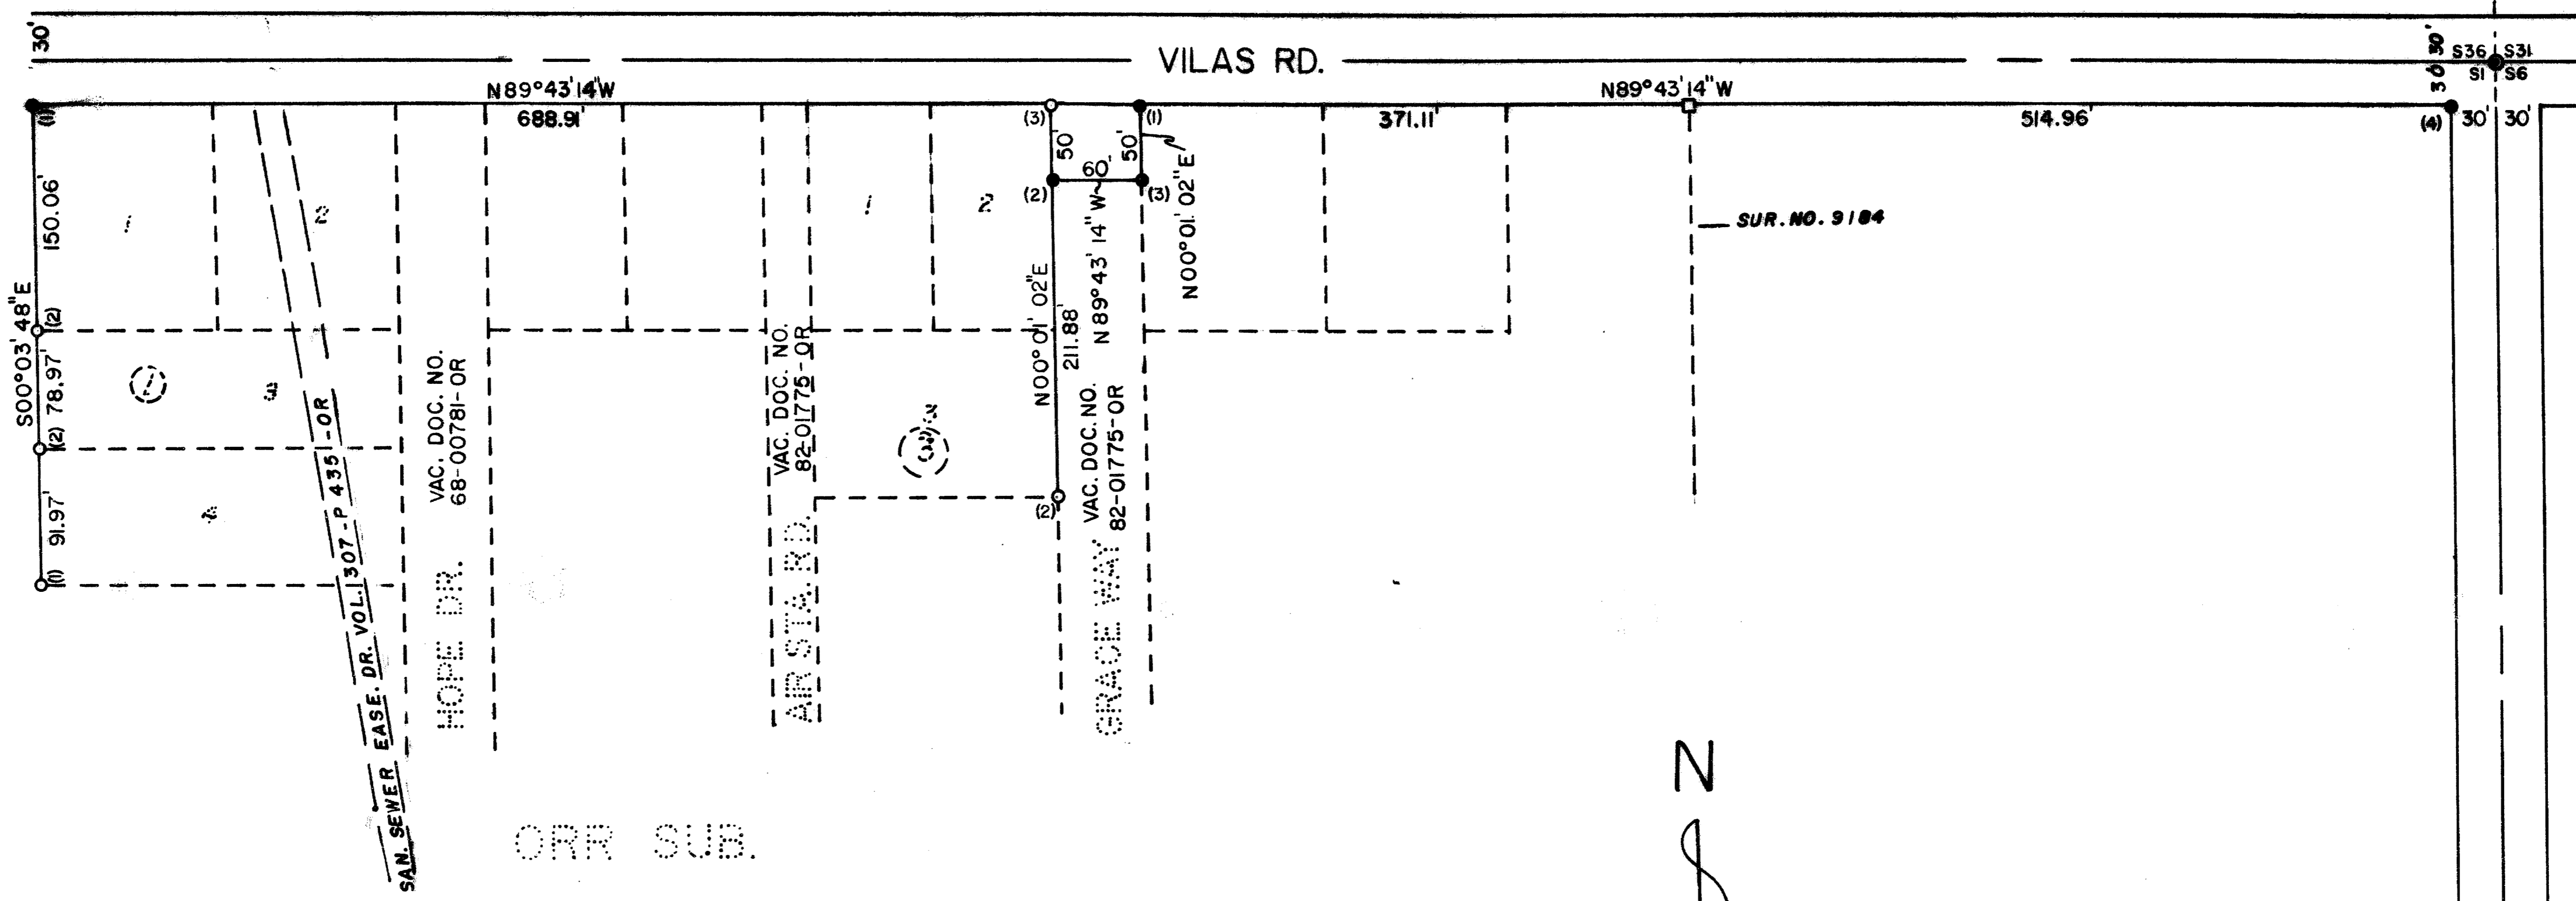 30'
VILAS RD.
30' 30'
S36 S31
S1 S6
N89°43'14"W
688.91'
N89°43'14"W
371.11'
514.96'
(1)
(3)
(1)
(4)
30' 30'
50'
50'
60'
(2)
(3)
N00°01'02"E
N89°43'14"W
SUR. NO. 9184
150.06'
S00°03'48"E
(2)
78.97'
(2)
91.97'
(1)
1
2
1
2
1
3
4
N00°01'02"E
211.88'
(2)
VAC. DOC. NO.
68-00781-OR
VAC. DOC. NO.
82-01775-OR
VAC. DOC. NO.
82-01775-OR
HOPE DR.
AIR STA. RD.
GRACE WAY
SAN. SEWER EASE. DR. VOL. 307-P 435-OR
ORR SUB.
N